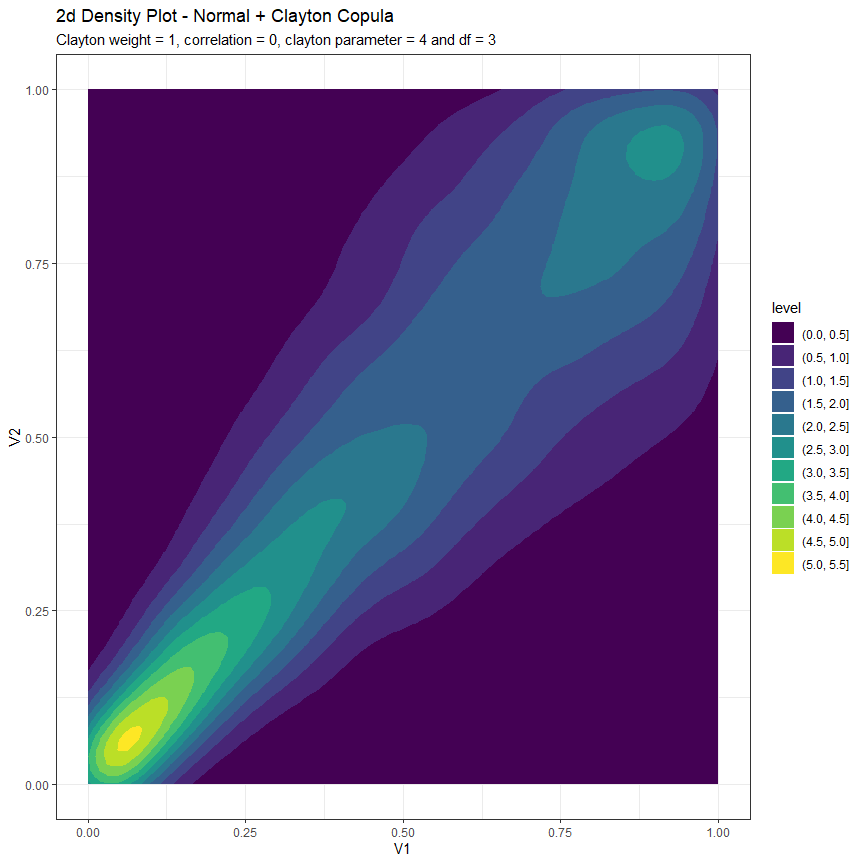 2d Density Plot - Normal + Clayton Copula
Clayton weight = 1, correlation = 0, clayton parameter = 4 and df = 3
1.00
0.75
0.50
0.25
0.00
V2
0.00 0.25 0.50 0.75 1.00
V1
level
(0.0, 0.5]
(0.5, 1.0]
(1.0, 1.5]
(1.5, 2.0]
(2.0, 2.5]
(2.5, 3.0]
(3.0, 3.5]
(3.5, 4.0]
(4.0, 4.5]
(4.5, 5.0]
(5.0, 5.5]